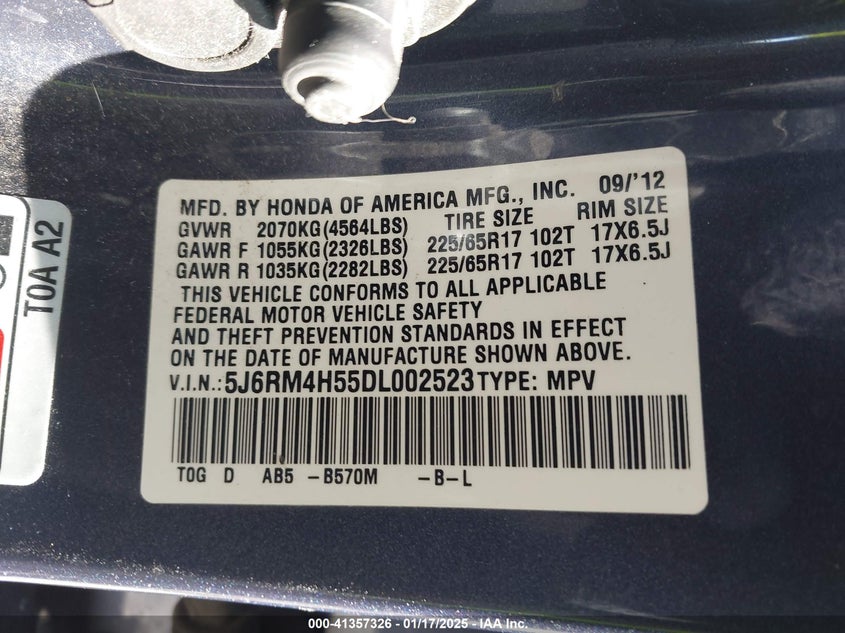 MFD. BY HONDA OF AMERICA MFG., INC. 09/'12
GVWR 2070KG(4564LBS) TIRE SIZE RIM SIZE
GAWR F 1055KG(2326LBS) 225/65R17 102T 17X6.5J
GAWR R 1035KG(2282LBS) 225/65R17 102T 17X6.5J
THIS VEHICLE CONFORMS TO ALL APPLICABLE
FEDERAL MOTOR VEHICLE SAFETY
AND THEFT PREVENTION STANDARDS IN EFFECT
ON THE DATE OF MANUFACTURE SHOWN ABOVE.
V.I.N.: 5J6RM4H55DL002523 TYPE: MPV
T0G D AB5 -B570M -B-L
T0A A2
000-41357326 - 01/17/2025 - IAA Inc.